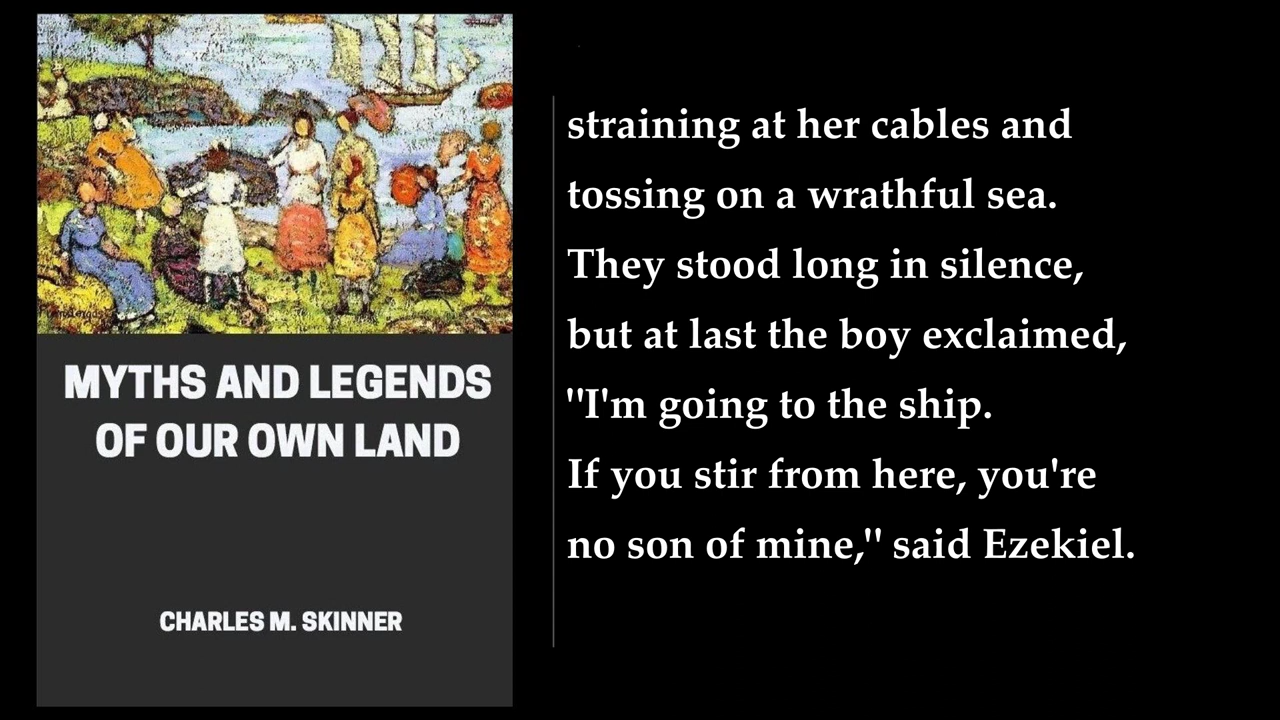 MYTHS AND LEGENDS
OF OUR OWN LAND
CHARLES M. SKINNER
straining at her cables and
tossing on a wrathful sea.
They stood long in silence,
but at last the boy exclaimed,
"I'm going to the ship.
If you stir from here, you're
no son of mine," said Ezekiel.